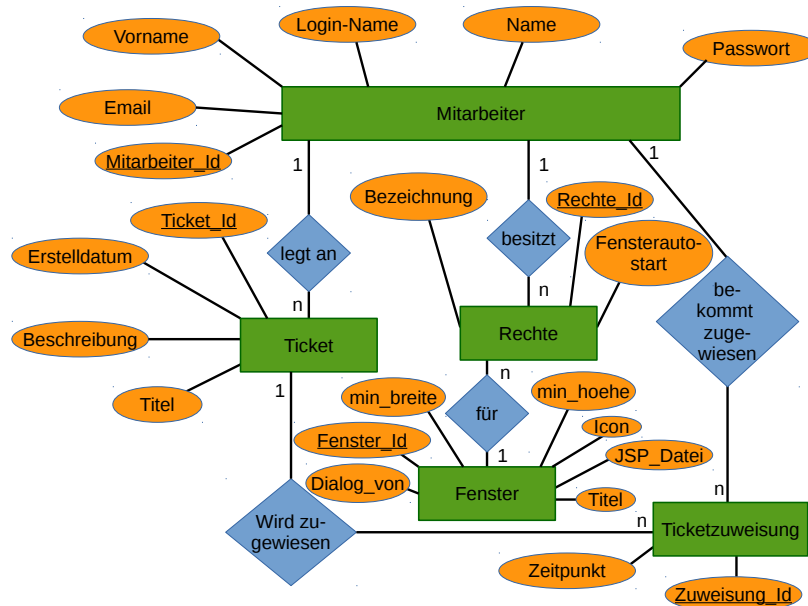 Login-Name
Name
Vorname
Passwort
Email
Mitarbeiter
Mitarbeiter_Id
1
1
1
Bezeichnung
Rechte_Id
Ticket_Id
legt an
besitzt
Fensterauto-
start
Erstelldatum
be-
kommt
zuge-
wiesen
n
n
Beschreibung
Ticket
Rechte
n
1
min_breite
min_hoehe
Titel
für
Icon
Fenster_Id
1
JSP_Datei
Dialog_von
Fenster
Titel
n
Wird zu-
gewiesen
n
Ticketzuweisung
Zeitpunkt
Zuweisung_Id